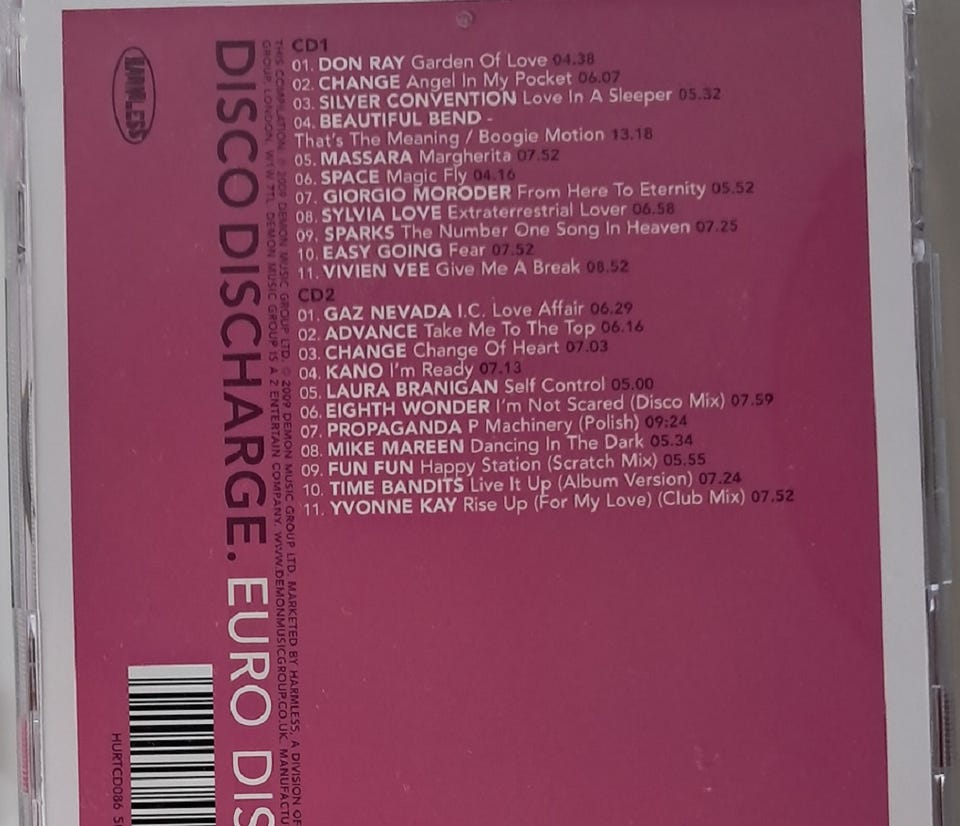 HARMLESS
DISCO DISCHARGE. EURO DIS
THIS COMPILATION ℗ 2009 DEMON MUSIC GROUP LTD. © 2009 DEMON MUSIC GROUP LTD. MARKETED BY HARMLESS, A DIVISION OF
GROUP, LONDON, W1W 7TL. DEMON MUSIC GROUP IS A 2 ENTERTAIN COMPANY. WWW.DEMONMUSICGROUP.CO.UK. MANUFACTU
CD1
01. DON RAY Garden Of Love 04.38
02. CHANGE Angel In My Pocket 06.07
03. SILVER CONVENTION Love In A Sleeper 05.32
04. BEAUTIFUL BEND -
That's The Meaning / Boogie Motion 13.18
05. MASSARA Margherita 07.52
06. SPACE Magic Fly 04.16
07. GIORGIO MORODER From Here To Eternity 05.52
08. SYLVIA LOVE Extraterrestrial Lover 06.58
09. SPARKS The Number One Song In Heaven 07.25
10. EASY GOING Fear 07.52
11. VIVIEN VEE Give Me A Break 08.52
CD2
01. GAZ NEVADA I.C. Love Affair 06.29
02. ADVANCE Take Me To The Top 06.16
03. CHANGE Change Of Heart 07.03
04. KANO I'm Ready 07.13
05. LAURA BRANIGAN Self Control 05.00
06. EIGHTH WONDER I'm Not Scared (Disco Mix) 07.59
07. PROPAGANDA P Machinery (Polish) 09:24
08. MIKE MAREEN Dancing In The Dark 05.34
09. FUN FUN Happy Station (Scratch Mix) 05.55
10. TIME BANDITS Live It Up (Album Version) 07.24
11. YVONNE KAY Rise Up (For My Love) (Club Mix) 07.52
HURTCD086